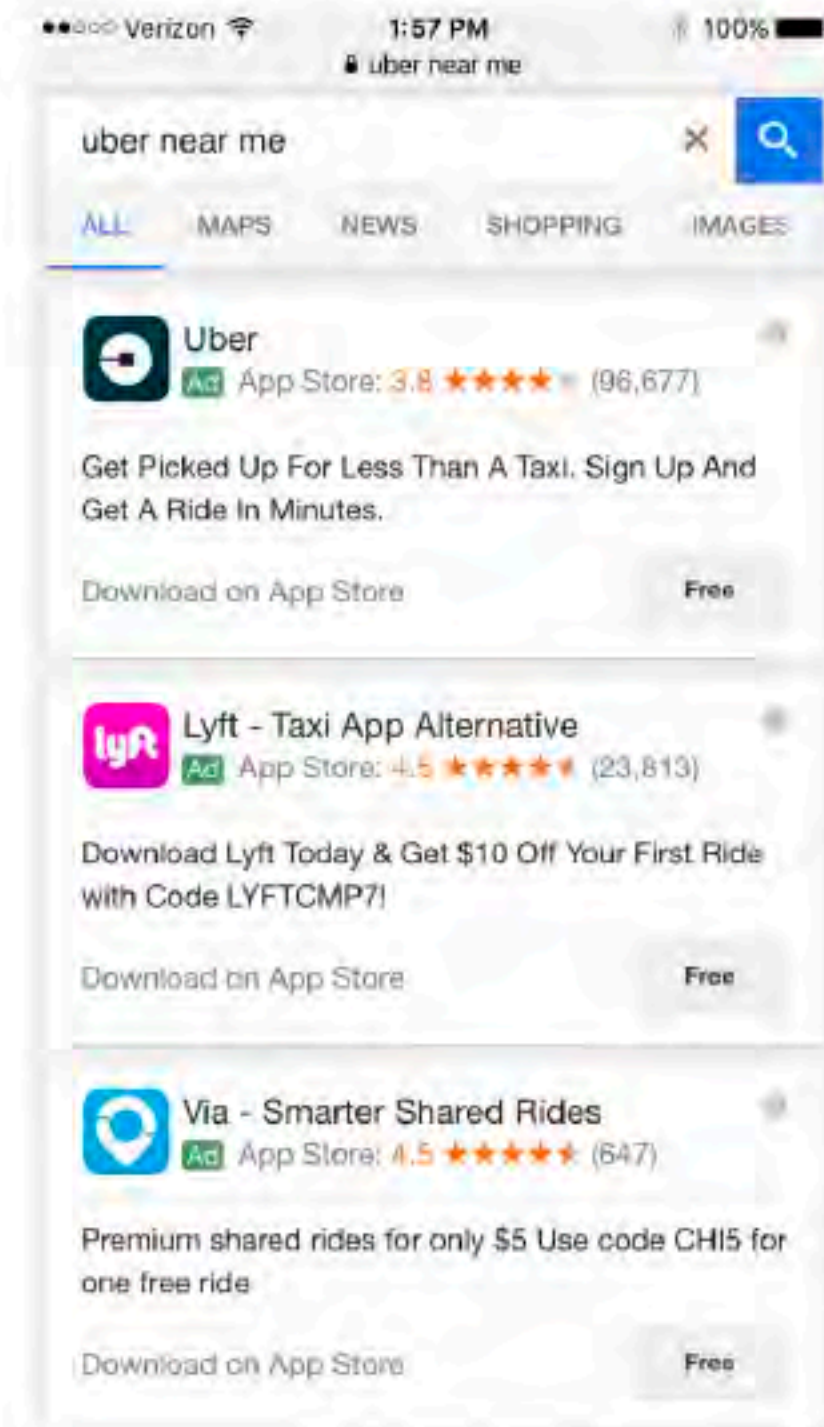 Verizon 1:57 PM 100%
uber near me
uber near me
ALL MAPS NEWS SHOPPING IMAGES
Uber
Ad App Store: 3.8 (96,677)
Get Picked Up For Less Than A Taxi. Sign Up And
Get A Ride In Minutes.
Download on App Store Free
lyft
Lyft - Taxi App Alternative
Ad App Store: 4.5 (23,813)
Download Lyft Today & Get $10 Off Your First Ride
with Code LYFTCMP7!
Download on App Store Free
Via - Smarter Shared Rides
Ad App Store: 4.5 (647)
Premium shared rides for only $5 Use code CHI5 for
one free ride
Download on App Store Free